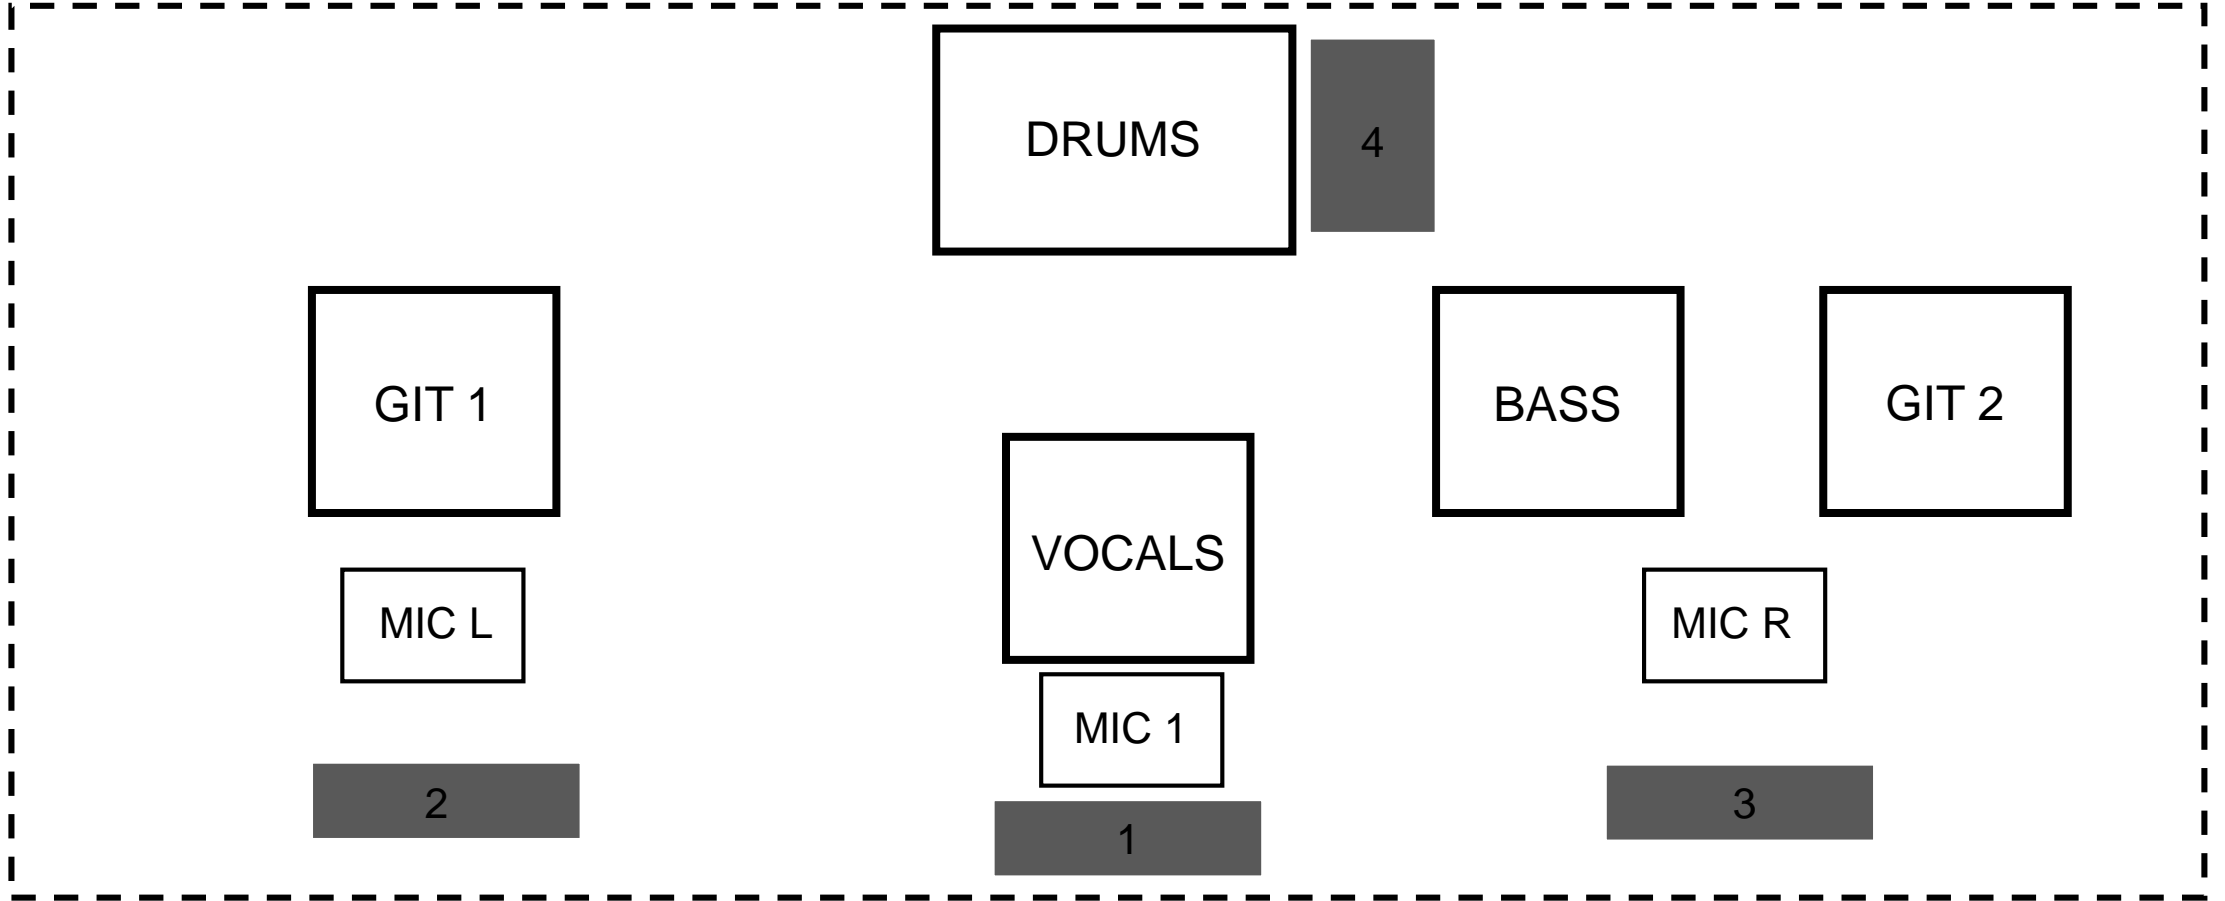 DRUMS
4
GIT 1
BASS
GIT 2
VOCALS
MIC L
MIC R
MIC 1
2
3
1